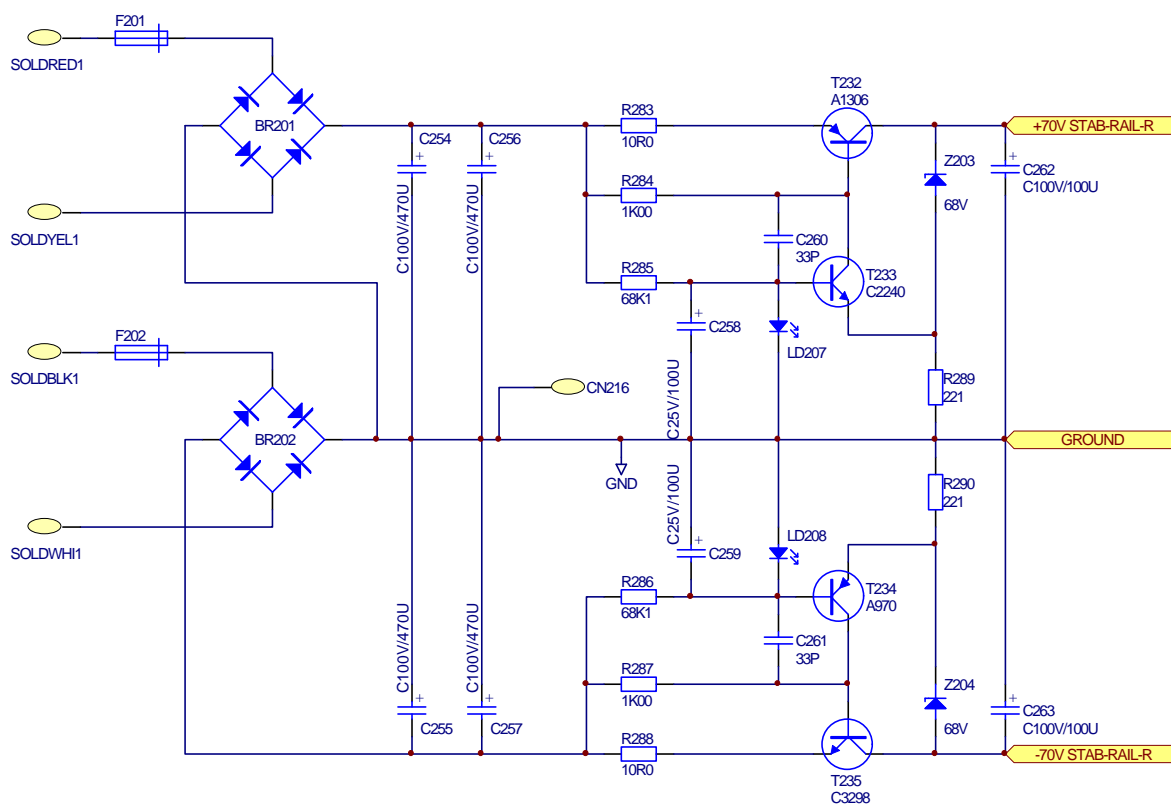 F201
SOLDRED1
BR201
SOLDYEL1
F202
SOLDBLK1
BR202
SOLDWHI1
C254
C256
C100V/470U
C100V/470U
R283
10R0
R284
1K00
R285
68K1
C260
33P
T232
A1306
T233
C2240
Z203
68V
C262
C100V/100U
+70V STAB-RAIL-R
C258
C25V/100U
LD207
R289
221
CN216
GND
GROUND
R290
221
C25V/100U
C259
LD208
R286
68K1
T234
A970
C261
33P
R287
1K00
Z204
68V
C263
C100V/100U
C100V/470U
C100V/470U
C255
C257
R288
10R0
T235
C3298
-70V STAB-RAIL-R